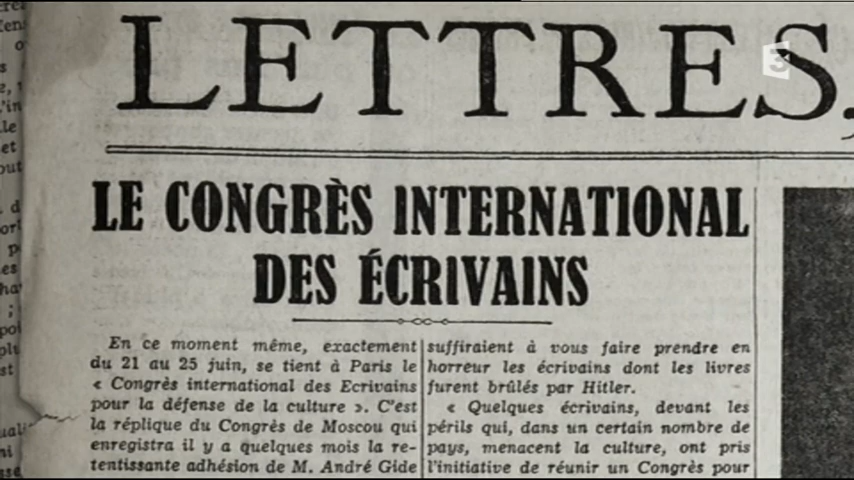 LETTRES,
3
LE CONGRÈS INTERNATIONAL
DES ÉCRIVAINS
En ce moment même, exactement
du 21 au 25 juin, se tient à Paris le
« Congrès international des Ecrivains
pour la défense de la culture ». C'est
la réplique du Congrès de Moscou qui
enregistra il y a quelques mois la re-
tentissante adhésion de M. André Gide
suffiraient à vous faire prendre en
horreur les écrivains dont les livres
furent brûlés par Hitler.
« Quelques écrivains, devant les
périls qui, dans un certain nombre de
pays, menacent la culture, ont pris
l'initiative de réunir un Congrès pour